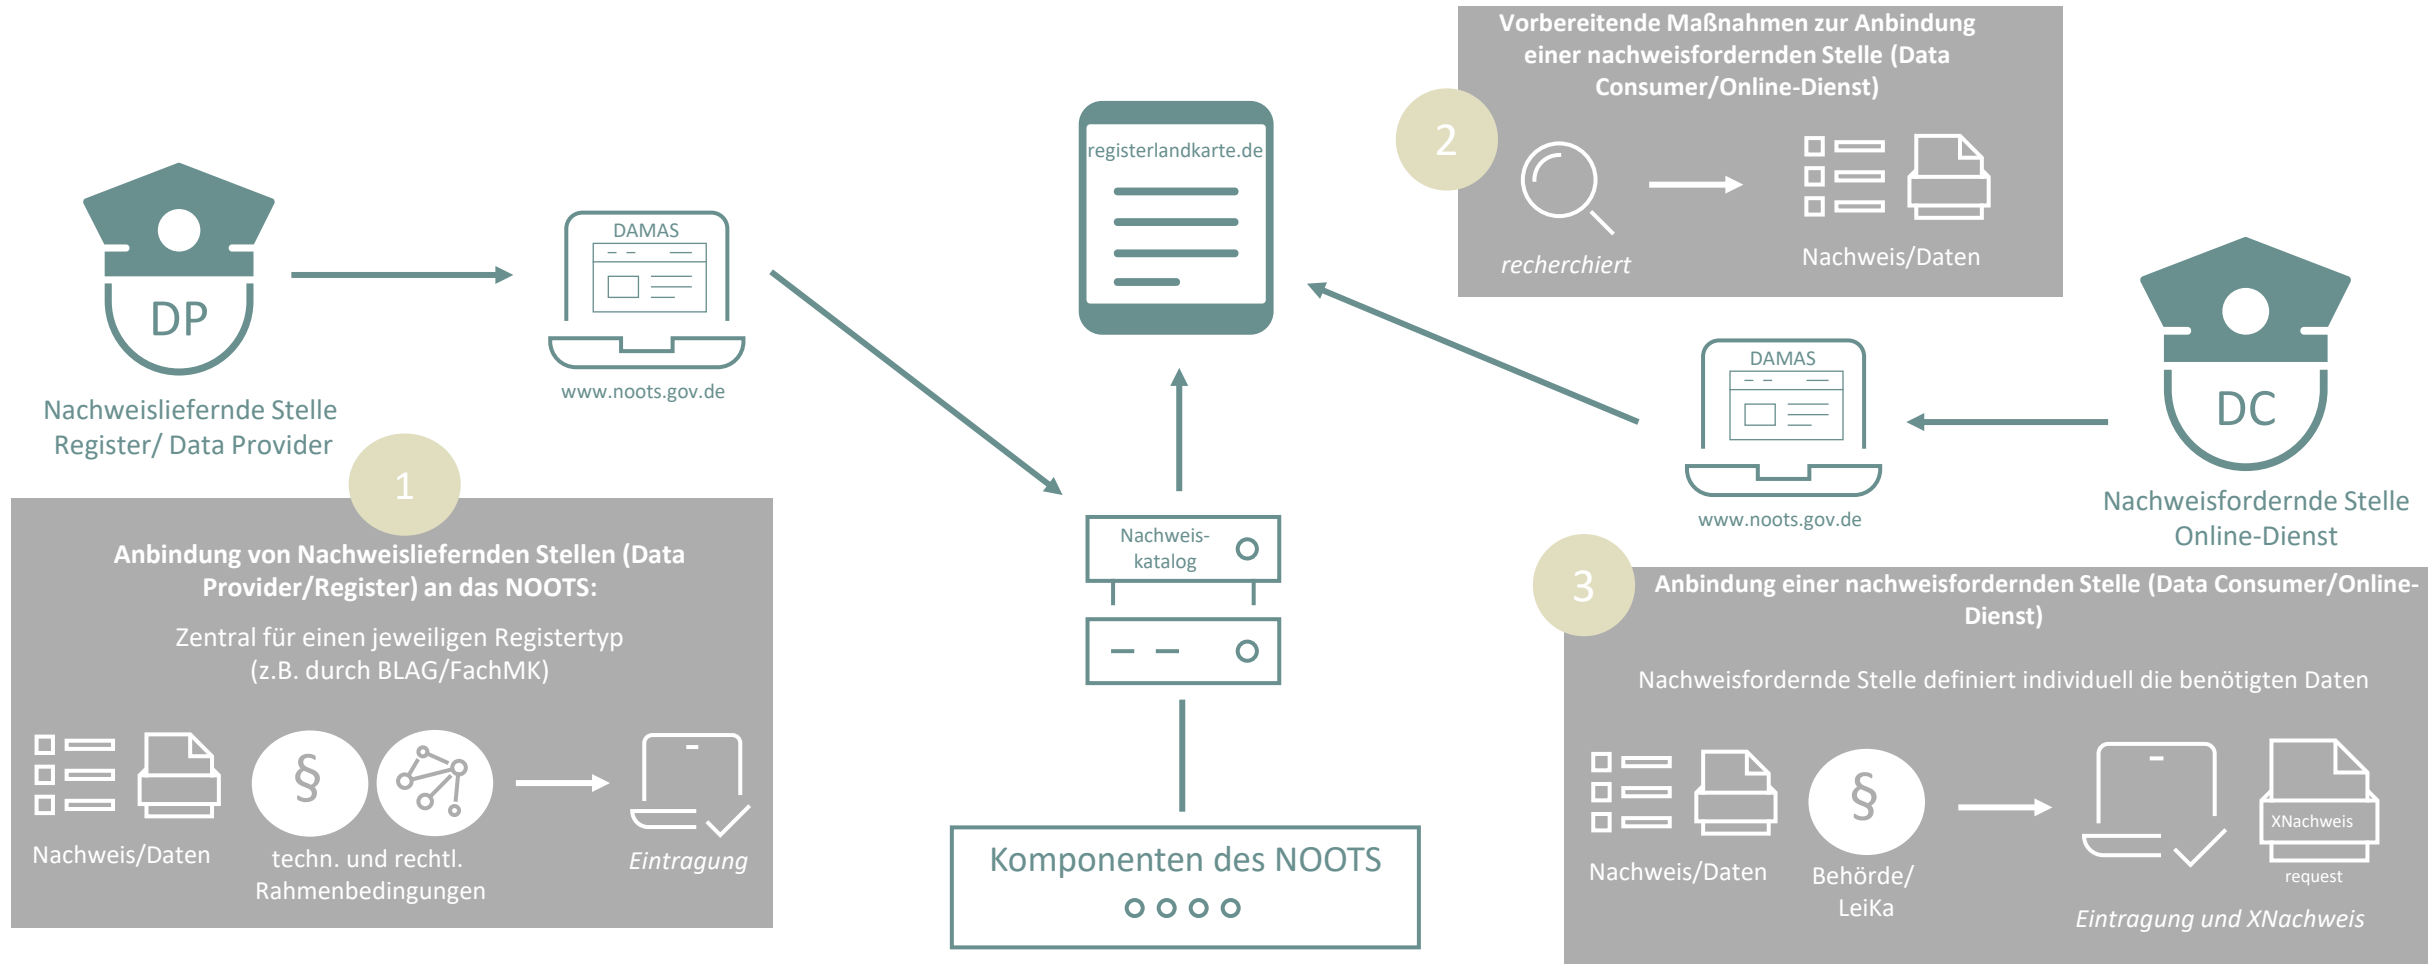 DP
Nachweisliefernde Stelle
Register/ Data Provider
DAMAS
www.noots.gov.de
1
Anbindung von Nachweisliefernden Stellen (Data
Provider/Register) an das NOOTS:
Zentral für einen jeweiligen Registertyp
(z.B. durch BLAG/FachMK)
§
Nachweis/Daten
techn. und rechtl.
Rahmenbedingungen
Eintragung
registerlandkarte.de
Nachweis-
katalog
Komponenten des NOOTS
2
Vorbereitende Maßnahmen zur Anbindung
einer nachweisfordernden Stelle (Data
Consumer/Online-Dienst)
recherchiert
Nachweis/Daten
DAMAS
www.noots.gov.de
DC
Nachweisfordernde Stelle
Online-Dienst
3
Anbindung einer nachweisfordernden Stelle (Data Consumer/Online-
Dienst)
Nachweisfordernde Stelle definiert individuell die benötigten Daten
§
Nachweis/Daten
Behörde/
LeiKa
XNachweis
request
Eintragung und XNachweis